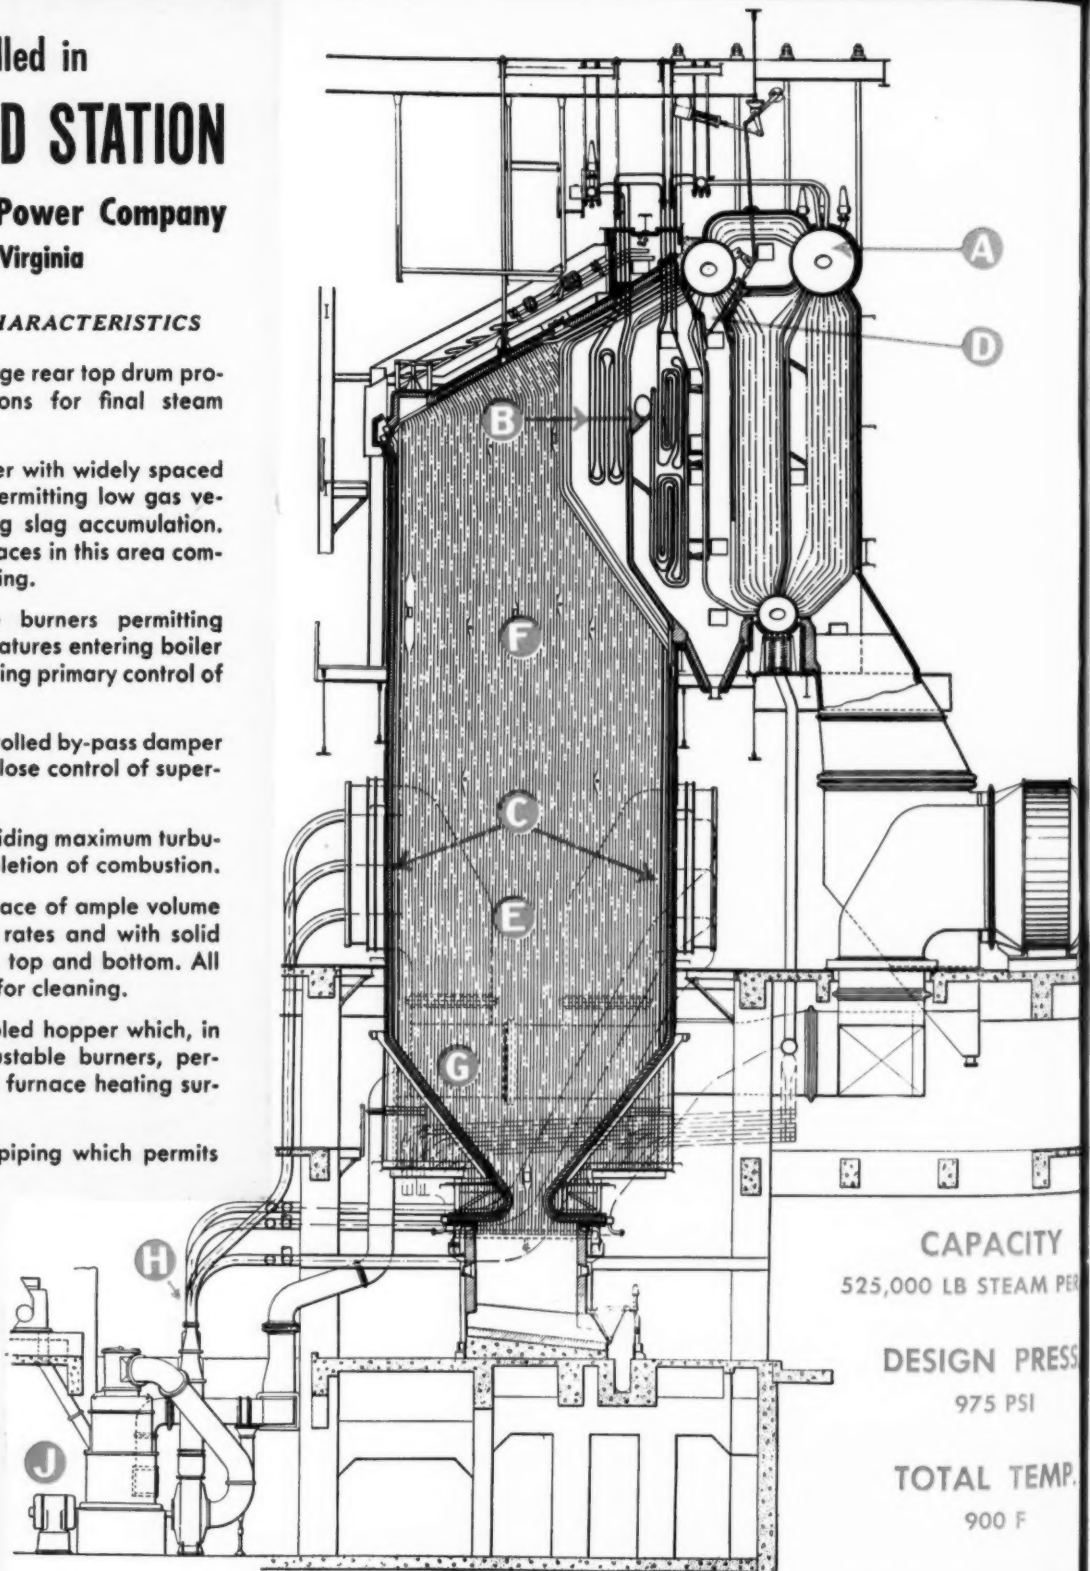 lled in
D STATION
Power Company
Virginia
HARACTERISTICS
ge rear top drum pro-
ons for final steam
er with widely spaced
ermitting low gas ve-
g slag accumulation.
aces in this area com-
ing.
burners permitting
atures entering boiler
ing primary control of
olled by-pass damper
lose control of super-
iding maximum turbu-
letion of combustion.
ace of ample volume
rates and with solid
top and bottom. All
for cleaning.
oled hopper which, in
ustable burners, per-
furnace heating sur-
piping which permits
A
D
B
F
C
E
G
H
J
CAPACITY
525,000 LB STEAM PER
DESIGN PRESS
975 PSI
TOTAL TEMP.
900 F